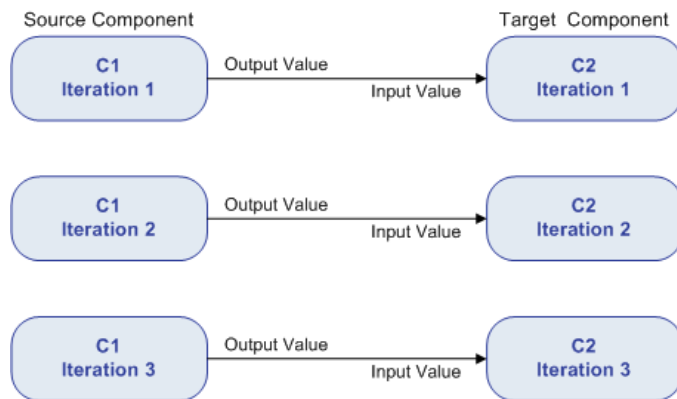 Source Component
Target Component
C1
Iteration 1
Output Value
Input Value
C2
Iteration 1
C1
Iteration 2
Output Value
Input Value
C2
Iteration 2
C1
Iteration 3
Output Value
Input Value
C2
Iteration 3